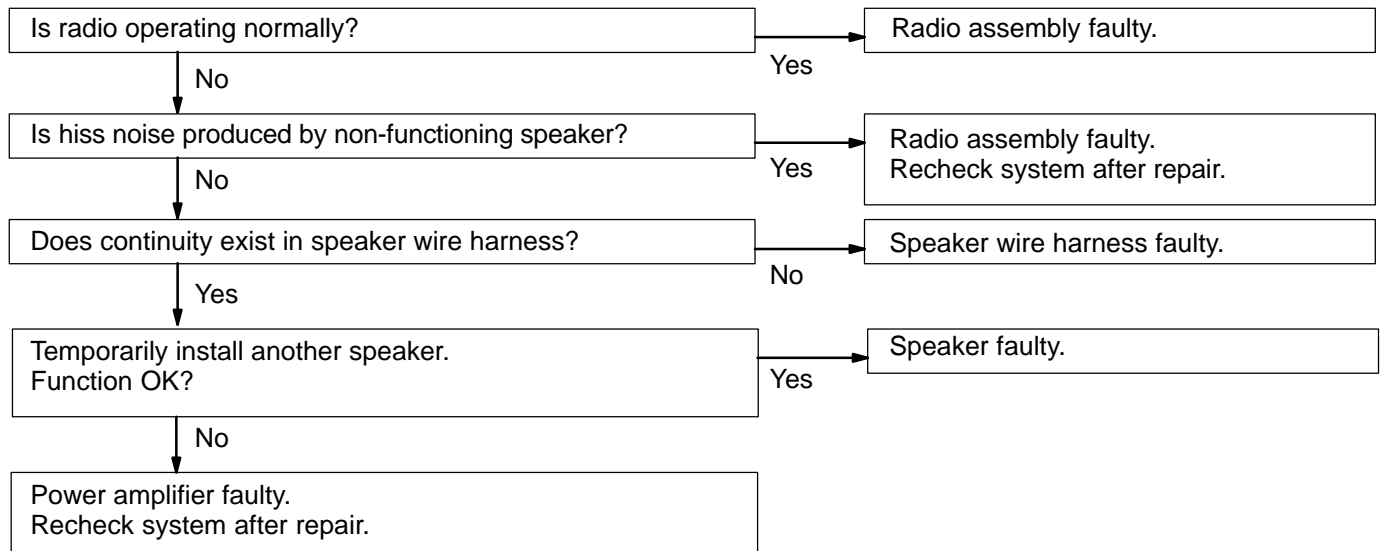 Is radio operating normally?
Yes
Radio assembly faulty.
No
Is hiss noise produced by non-functioning speaker?
Yes
Radio assembly faulty.
Recheck system after repair.
No
Does continuity exist in speaker wire harness?
No
Speaker wire harness faulty.
Yes
Temporarily install another speaker.
Function OK?
Yes
Speaker faulty.
No
Power amplifier faulty.
Recheck system after repair.